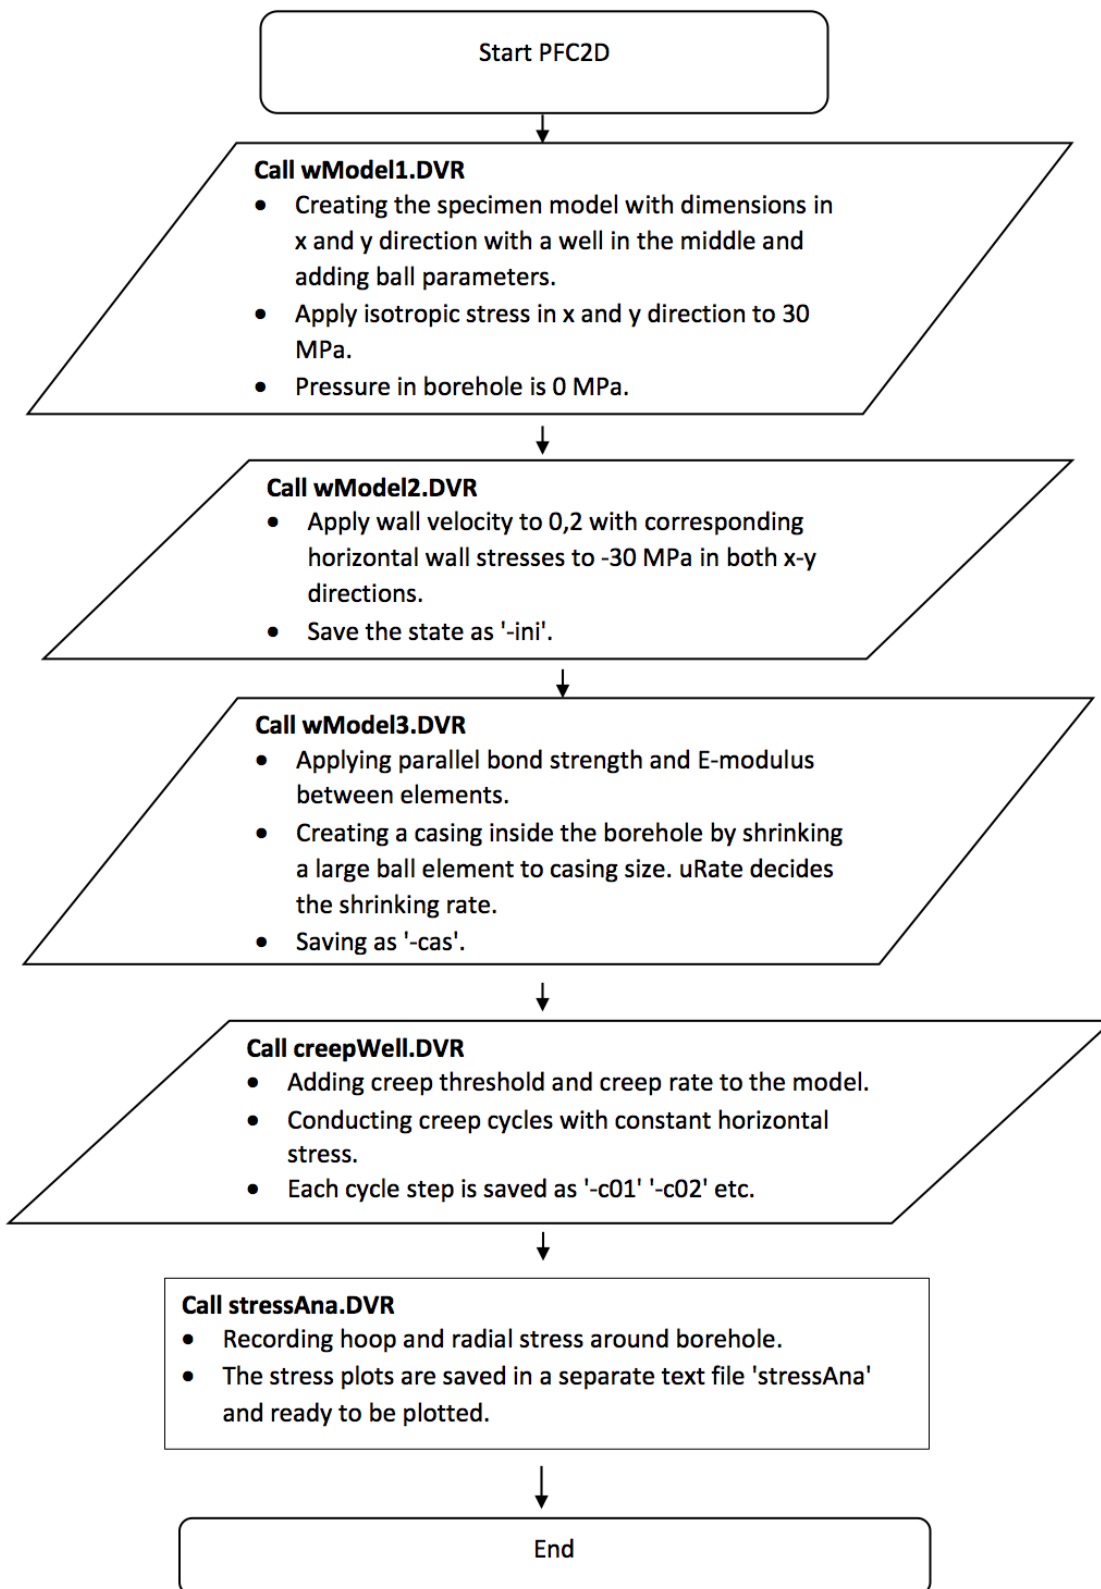 Start PFC2D
Call wModel1.DVR
• Creating the specimen model with dimensions in
x and y direction with a well in the middle and
adding ball parameters.
• Apply isotropic stress in x and y direction to 30
MPa.
• Pressure in borehole is 0 MPa.
Call wModel2.DVR
• Apply wall velocity to 0,2 with corresponding
horizontal wall stresses to -30 MPa in both x-y
directions.
• Save the state as '-ini'.
Call wModel3.DVR
• Applying parallel bond strength and E-modulus
between elements.
• Creating a casing inside the borehole by shrinking
a large ball element to casing size. uRate decides
the shrinking rate.
• Saving as '-cas'.
Call creepWell.DVR
• Adding creep threshold and creep rate to the model.
• Conducting creep cycles with constant horizontal
stress.
• Each cycle step is saved as '-c01' '-c02' etc.
Call stressAna.DVR
• Recording hoop and radial stress around borehole.
• The stress plots are saved in a separate text file 'stressAna'
and ready to be plotted.
End